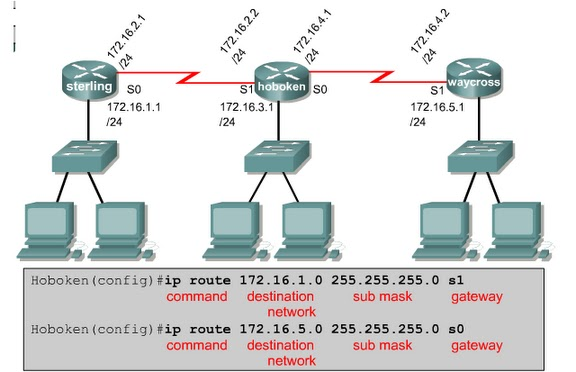 172.16.2.1
/24
172.16.2.2
/24
172.16.4.1
/24
172.16.4.2
/24
sterling
S0
S1
hoboken
S0
S1
waycross
172.16.1.1
/24
172.16.3.1
/24
172.16.5.1
/24
Hoboken(config)#ip route 172.16.1.0 255.255.255.0 s1
command destination sub mask gateway
network
Hoboken(config)#ip route 172.16.5.0 255.255.255.0 s0
command destination sub mask gateway
network